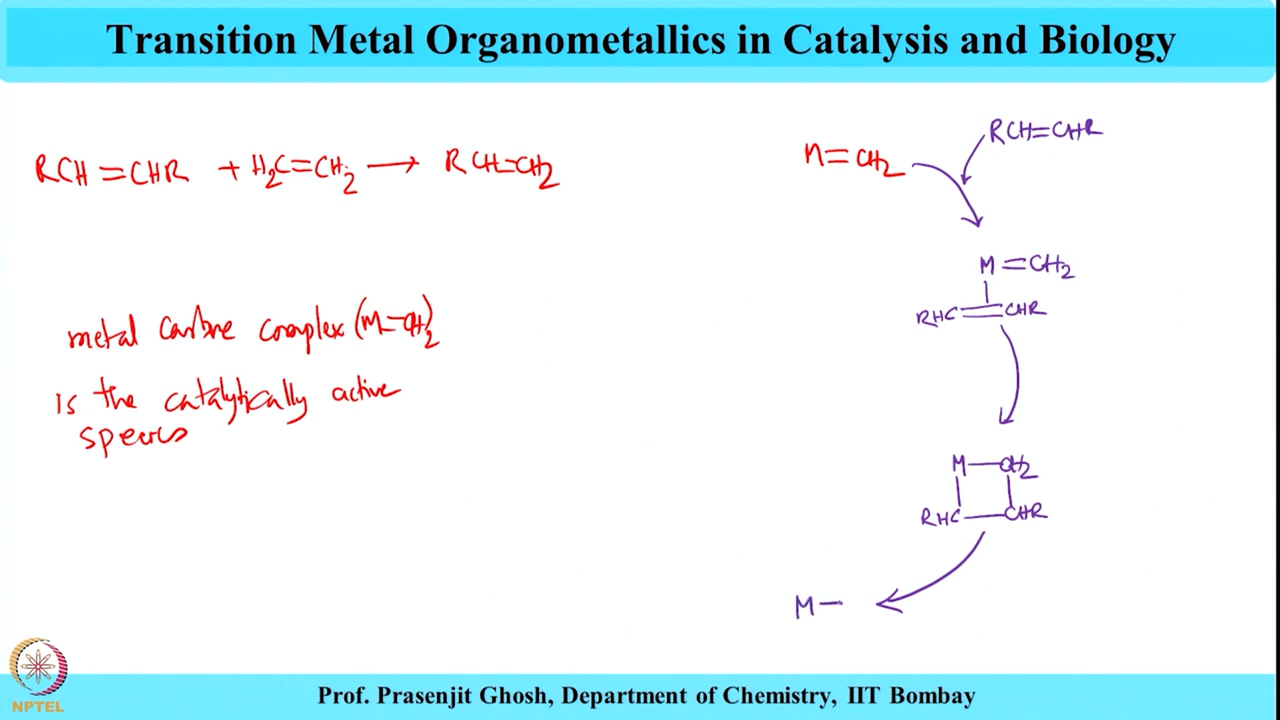 Transition Metal Organometallics in Catalysis and Biology
RCH=CHR + H₂C=CH₂ → RCH=CH₂
metal carbene complex (M=CH₂)
is the catalytically active
species
M=CH₂
RCH=CHR
M=CH₂
RHC=CHR
M—CH₂
RHC—CHR
M—
NPTEL
Prof. Prasenjit Ghosh, Department of Chemistry, IIT Bombay